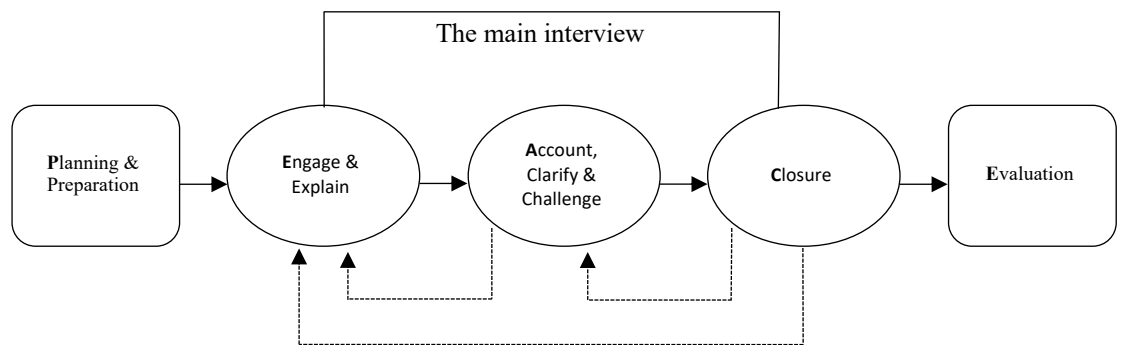 The main interview
Planning &
Preparation
Engage &
Explain
Account,
Clarify &
Challenge
Closure
Evaluation